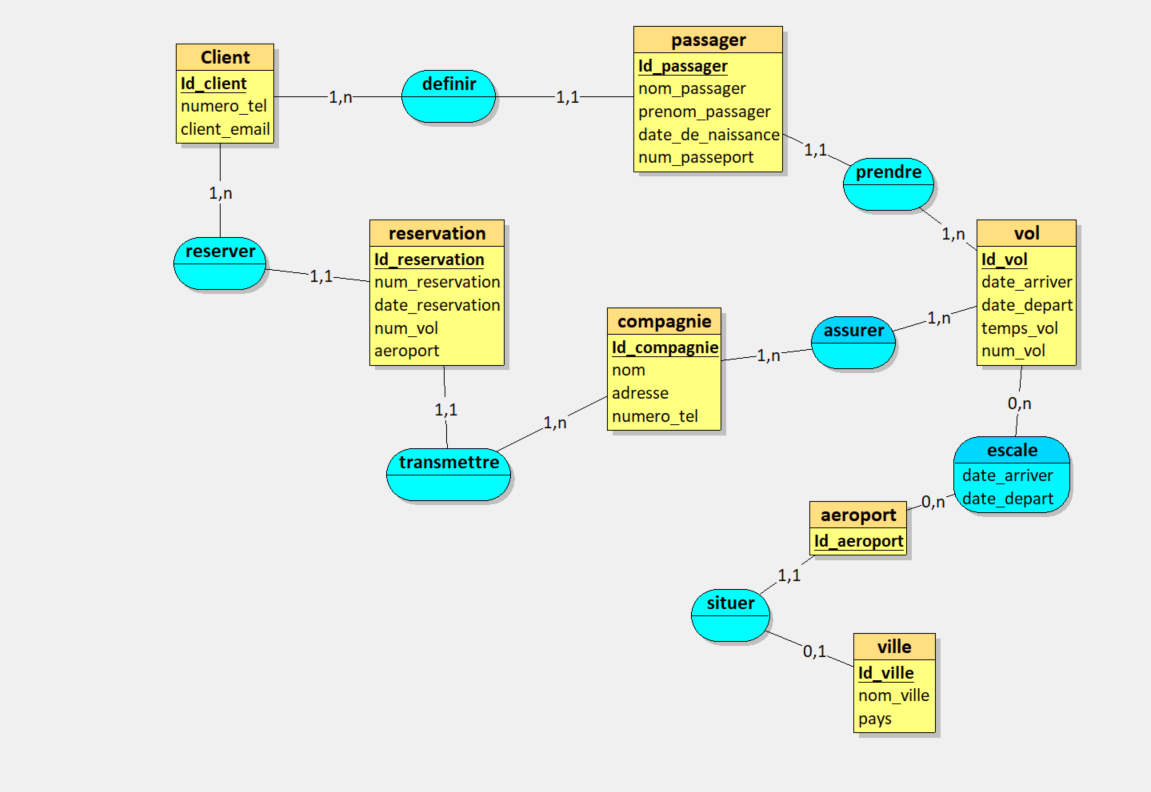 Client
Id_client
numero_tel
client_email
1,n
definir
1,1
passager
Id_passager
nom_passager
prenom_passager
date_de_naissance
num_passeport
1,1
prendre
1,n
vol
Id_vol
date_arriver
date_depart
temps_vol
num_vol
1,n
reserver
1,1
reservation
Id_reservation
num_reservation
date_reservation
num_vol
aeroport
1,1
transmettre
1,n
compagnie
Id_compagnie
nom
adresse
numero_tel
1,n
assurer
1,n
0,n
escale
date_arriver
date_depart
0,n
aeroport
Id_aeroport
1,1
situer
0,1
ville
Id_ville
nom_ville
pays